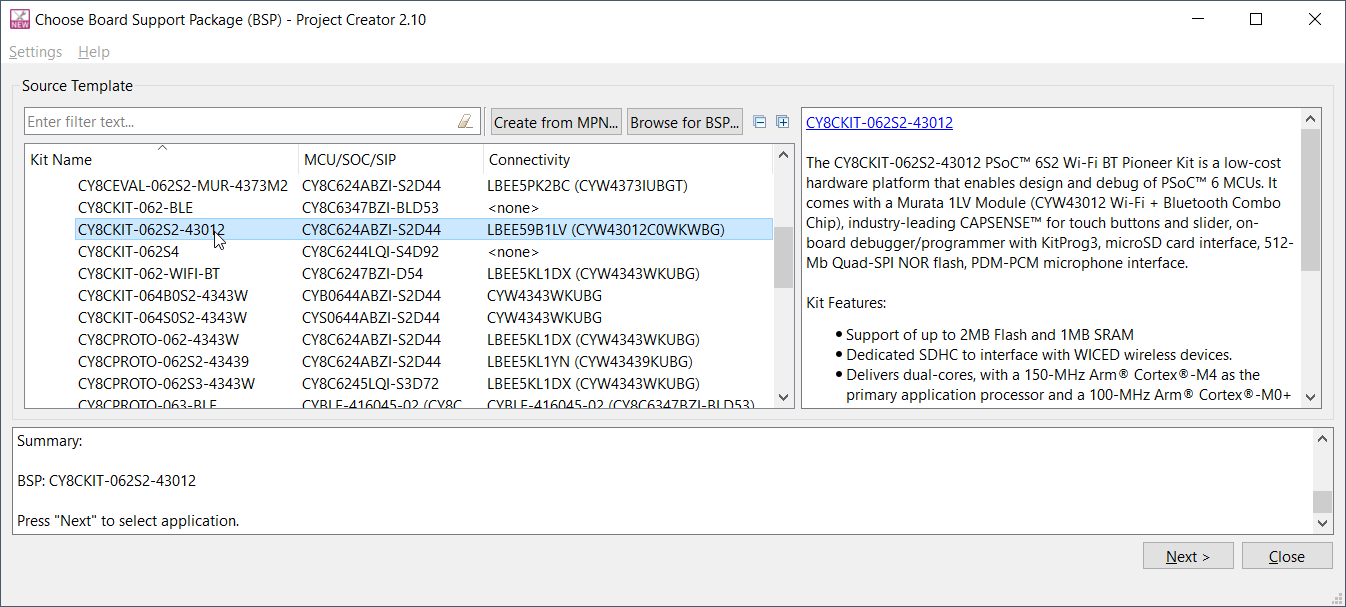 NEW
Choose Board Support Package (BSP) - Project Creator 2.10
Settings Help
Source Template
Enter filter text...
Create from MPN... Browse for BSP...
Kit Name MCU/SOC/SIP Connectivity
CY8CEVAL-062S2-MUR-4373M2 CY8C624ABZI-S2D44 LBEE5PK2BC (CYW4373IUBGT)
CY8CKIT-062-BLE CY8C6347BZI-BLD53 <none>
CY8CKIT-062S2-43012 CY8C624ABZI-S2D44 LBEE59B1LV (CYW43012C0WKWBG)
CY8CKIT-062S4 CY8C6244LQI-S4D92 <none>
CY8CKIT-062-WIFI-BT CY8C6247BZI-D54 LBEE5KL1DX (CYW4343WKUBG)
CY8CKIT-064B0S2-4343W CYB0644ABZI-S2D44 CYW4343WKUBG
CY8CKIT-064S0S2-4343W CYS0644ABZI-S2D44 CYW4343WKUBG
CY8CPROTO-062-4343W CY8C624ABZI-S2D44 LBEE5KL1DX (CYW4343WKUBG)
CY8CPROTO-062S2-43439 CY8C624ABZI-S2D44 LBEE5KL1YN (CYW43439KUBG)
CY8CPROTO-062S3-4343W CY8C6245LQI-S3D72 LBEE5KL1DX (CYW4343WKUBG)
CY8CPROTO-063-BLE CYBLE-416045-02 (CY8C CYBLE-416045-02 (CY8C6347BZI-BLD53)
CY8CKIT-062S2-43012
The CY8CKIT-062S2-43012 PSoC™ 6S2 Wi-Fi BT Pioneer Kit is a low-cost
hardware platform that enables design and debug of PSoC™ 6 MCUs. It
comes with a Murata 1LV Module (CYW43012 Wi-Fi + Bluetooth Combo
Chip), industry-leading CAPSENSE™ for touch buttons and slider, on-
board debugger/programmer with KitProg3, microSD card interface, 512-
Mb Quad-SPI NOR flash, PDM-PCM microphone interface.
Kit Features:
● Support of up to 2MB Flash and 1MB SRAM
● Dedicated SDHC to interface with WICED wireless devices.
● Delivers dual-cores, with a 150-MHz Arm® Cortex®-M4 as the
primary application processor and a 100-MHz Arm® Cortex®-M0+
Summary:
BSP: CY8CKIT-062S2-43012
Press "Next" to select application.
Next > Close